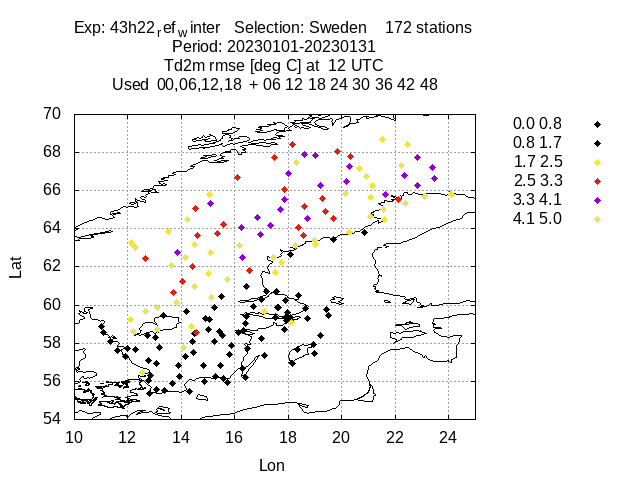 Exp: 43h22refwinter Selection: Sweden 172 stations
Period: 20230101-20230131
Td2m rmse [deg C] at 12 UTC
Used 00,06,12,18 + 06 12 18 24 30 36 42 48
70
68
66
64
62
60
58
56
54
Lat
10 12 14 16 18 20 22 24
Lon
0.0 0.8
0.8 1.7
1.7 2.5
2.5 3.3
3.3 4.1
4.1 5.0